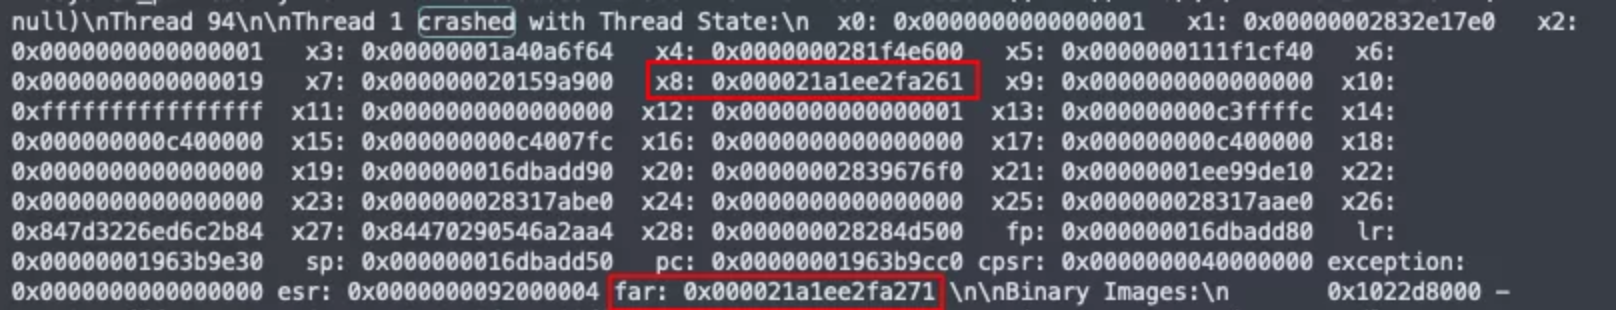 null)\nThread 94\n\nThread 1 crashed with Thread State:\n x0: 0x0000000000000001 x1: 0x00000002832e17e0 x2:
0x0000000000000001 x3: 0x00000001a40a6f64 x4: 0x0000000281f4e600 x5: 0x0000000111f1cf40 x6:
0x0000000000000019 x7: 0x000000020159a900 x8: 0x000021a1ee2fa261 x9: 0x0000000000000000 x10:
0xffffffffffffffff x11: 0x0000000000000000 x12: 0x0000000000000001 x13: 0x000000000c3ffffc x14:
0x000000000c400000 x15: 0x000000000c4007fc x16: 0x0000000000000000 x17: 0x000000000c400000 x18:
0x0000000000000000 x19: 0x000000016dbadd90 x20: 0x00000002839676f0 x21: 0x00000001ee99de10 x22:
0x0000000000000000 x23: 0x000000028317abe0 x24: 0x0000000000000000 x25: 0x000000028317aae0 x26:
0x847d3226ed6c2b84 x27: 0x84470290546a2aa4 x28: 0x000000028284d500 fp: 0x000000016dbadd80 lr:
0x00000001963b9e30 sp: 0x000000016dbadd50 pc: 0x00000001963b9cc0 cpsr: 0x0000000040000000 exception:
0x0000000000000000 esr: 0x0000000092000004 far: 0x000021a1ee2fa271 \n\nBinary Images:\n 0x1022d8000 -